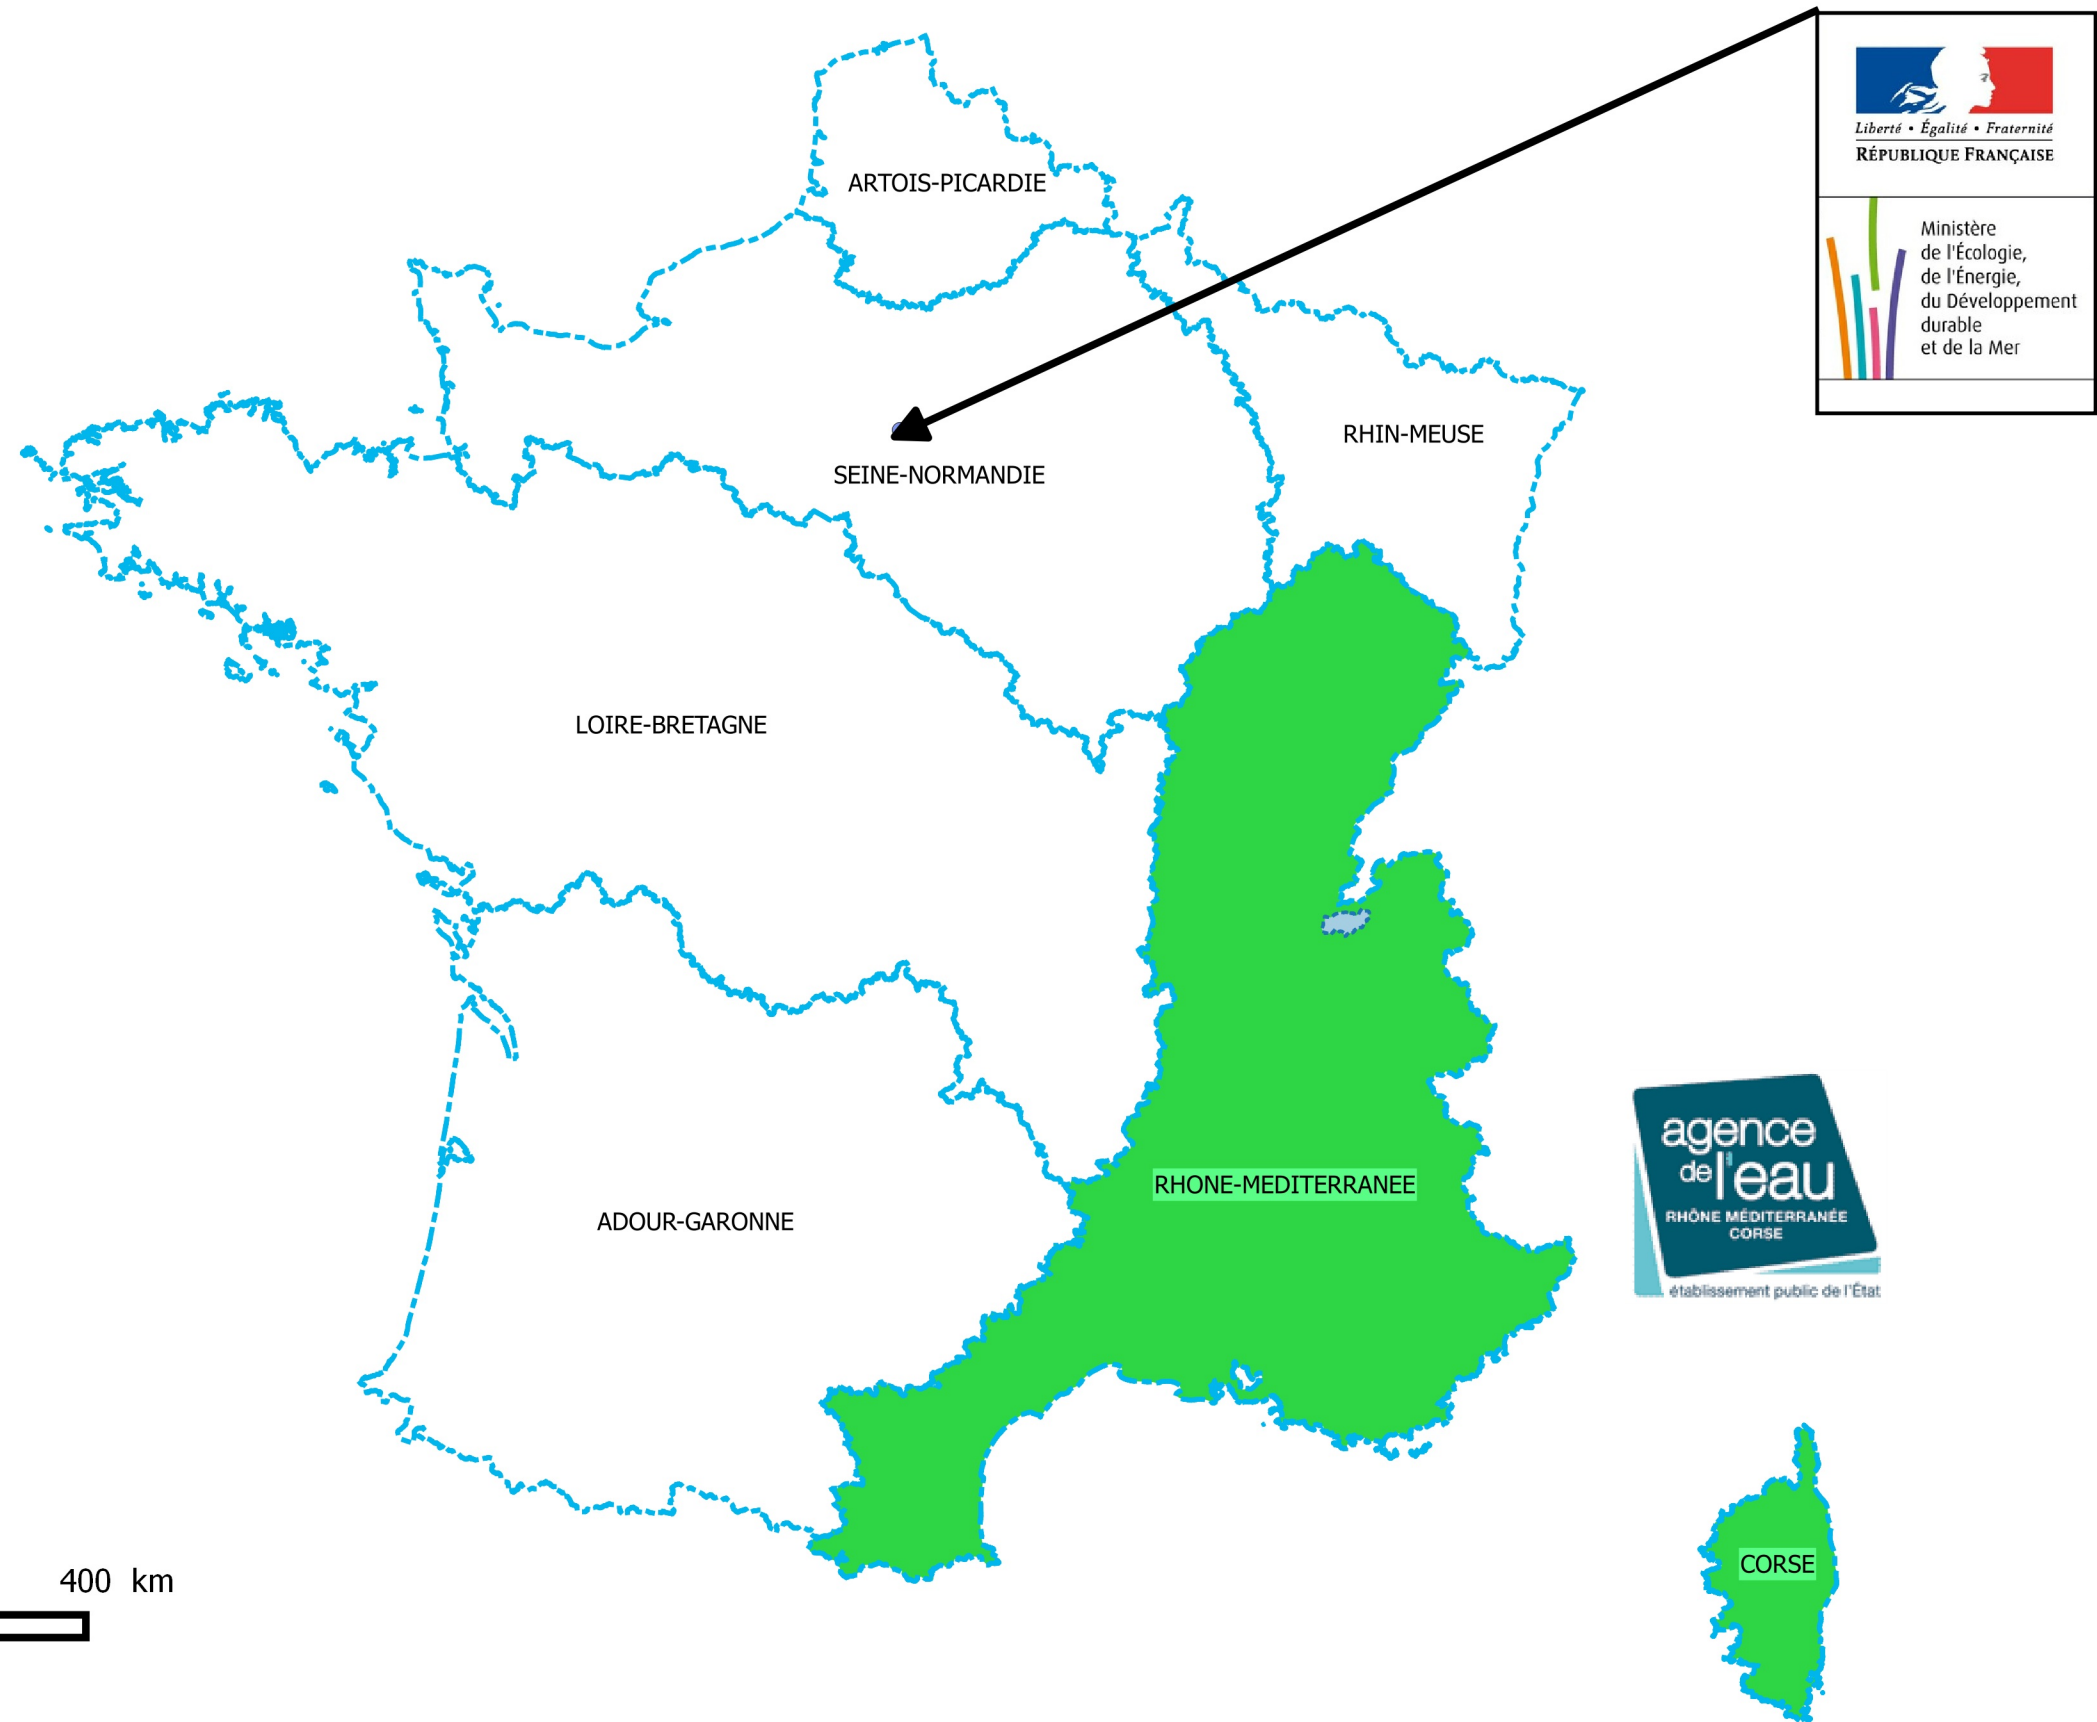 Liberté • Égalité • Fraternité
RÉPUBLIQUE FRANÇAISE
Ministère
de l'Écologie,
de l'Énergie,
du Développement
durable
et de la Mer
ARTOIS-PICARDIE
RHIN-MEUSE
SEINE-NORMANDIE
LOIRE-BRETAGNE
RHONE-MEDITERRANEE
ADOUR-GARONNE
agence
de l'eau
RHÔNE MÉDITERRANÉE
CORSE
établissement public de l'État
CORSE
400 km